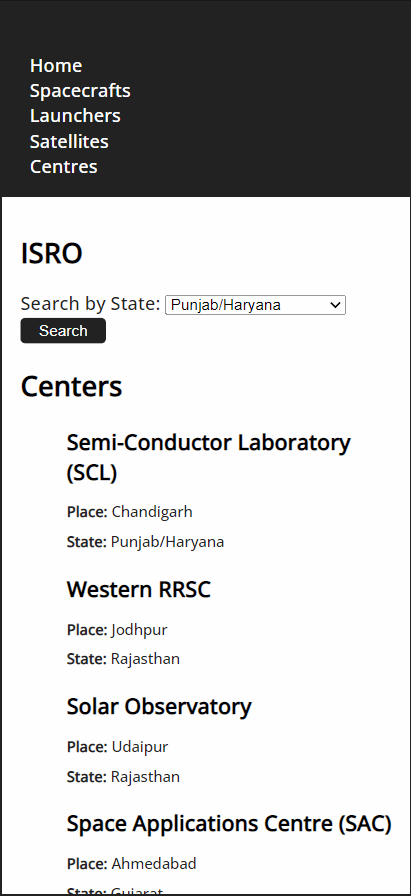 Home
Spacecrafts
Launchers
Satellites
Centres
ISRO
Search by State: Punjab/Haryana
Search
Centers
Semi-Conductor Laboratory
(SCL)
Place: Chandigarh
State: Punjab/Haryana
Western RRSC
Place: Jodhpur
State: Rajasthan
Solar Observatory
Place: Udaipur
State: Rajasthan
Space Applications Centre (SAC)
Place: Ahmedabad
State: Gujarat